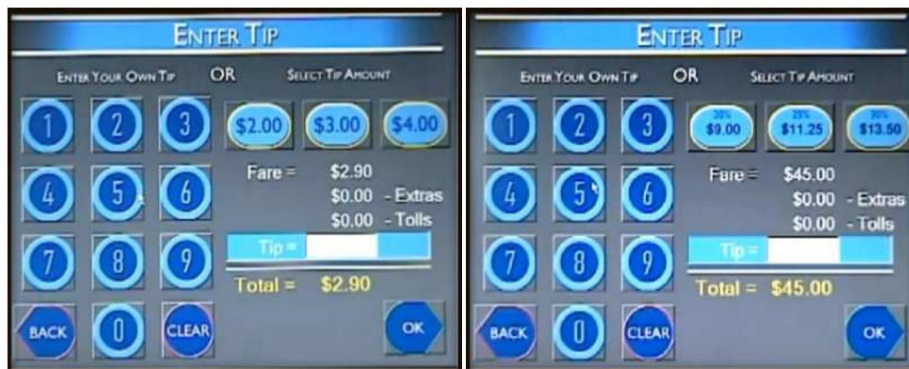 ENTER TIP
ENTER YOUR OWN TIP OR SELECT TIP AMOUNT
1 2 3 $2.00 $3.00 $4.00
Fare = $2.90
4 5 6 $0.00 - Extras
$0.00 - Tolls
7 8 9 Tip =
Total = $2.90
BACK 0 CLEAR OK
ENTER TIP
ENTER YOUR OWN TIP OR SELECT TIP AMOUNT
20% 25% 30%
1 2 3 $9.00 $11.25 $13.50
Fare = $45.00
4 5 6 $0.00 - Extras
$0.00 - Tolls
7 8 9 Tip =
Total = $45.00
BACK 0 CLEAR OK